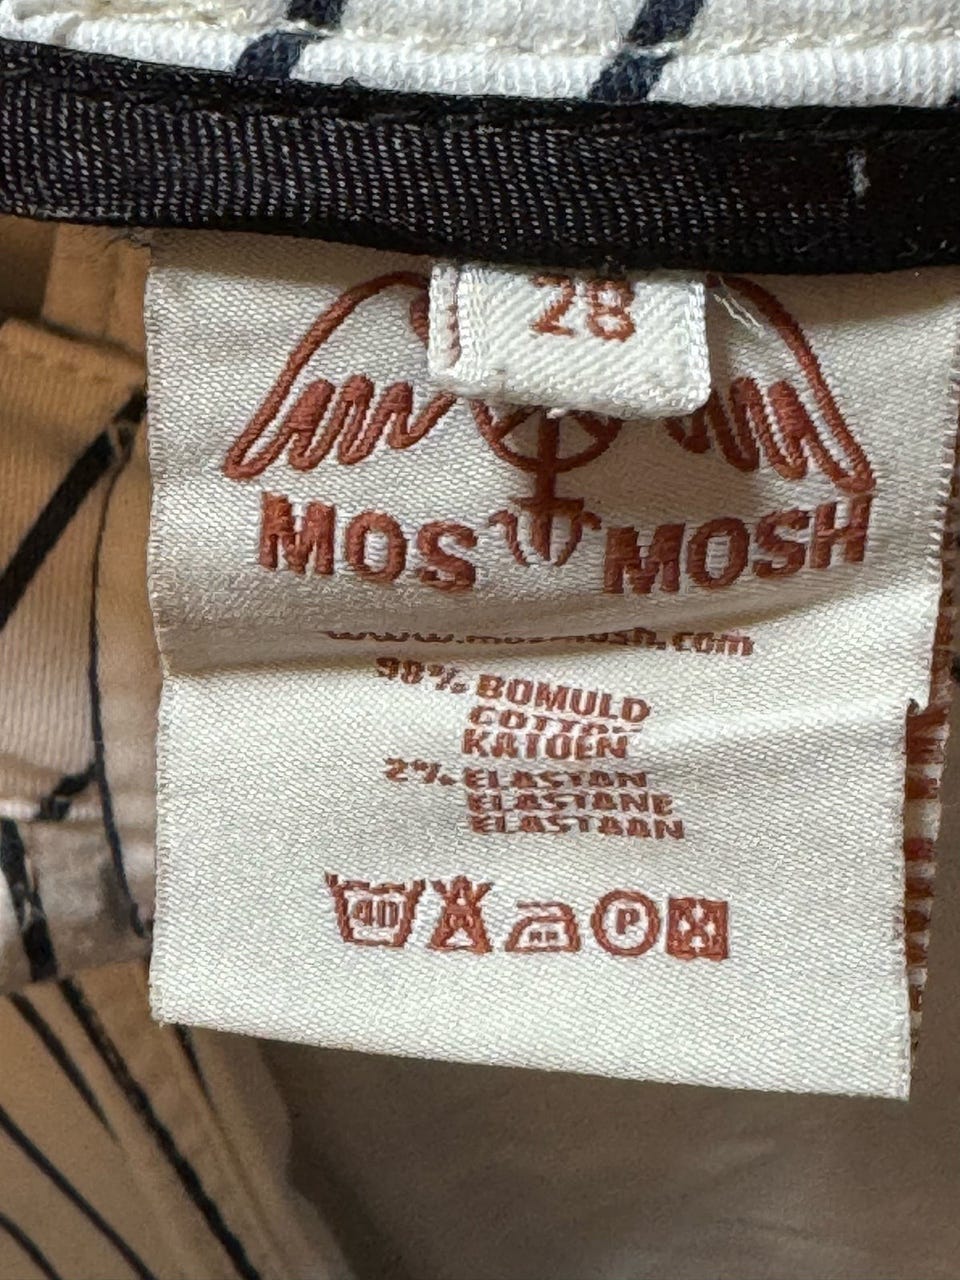 28
MOS MOSH
www.mosmosh.com
98% BOMULD
COTTON
KATOEN
2% ELASTAN
ELASTANE
ELASTAAN
40 P